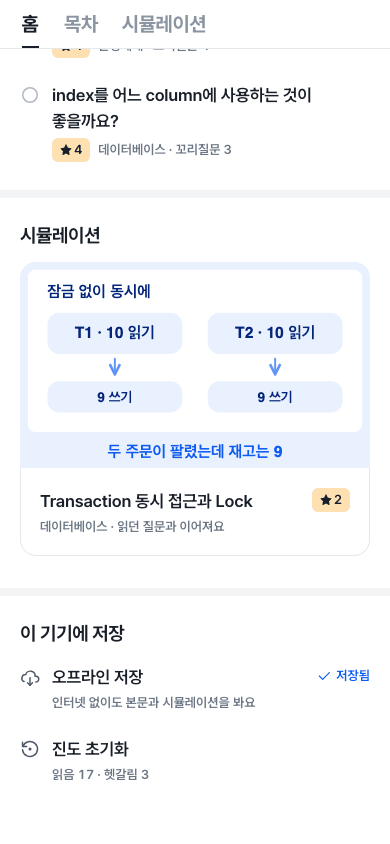 홈 목차 시뮬레이션
index를 어느 column에 사용하는 것이
좋을까요?
4 데이터베이스 · 꼬리질문 3
시뮬레이션
잠금 없이 동시에
T1 · 10 읽기 T2 · 10 읽기
9 쓰기 9 쓰기
두 주문이 팔렸는데 재고는 9
Transaction 동시 접근과 Lock 2
데이터베이스 · 읽던 질문과 이어져요
이 기기에 저장
오프라인 저장 저장됨
인터넷 없이도 본문과 시뮬레이션을 봐요
진도 초기화
읽음 17 · 헷갈림 3